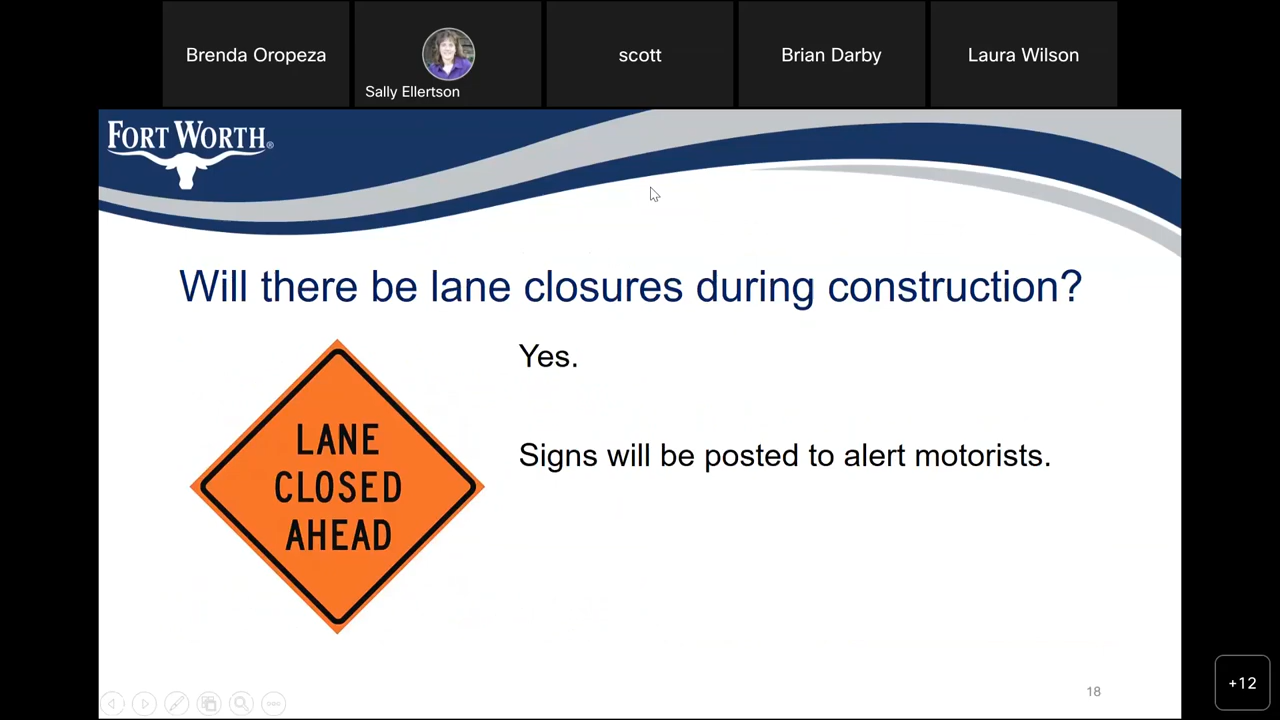 Brenda Oropeza
Sally Ellertson
scott
Brian Darby
Laura Wilson
FORT WORTH®
Will there be lane closures during construction?
Yes.
Signs will be posted to alert motorists.
LANE
CLOSED
AHEAD
18
+12